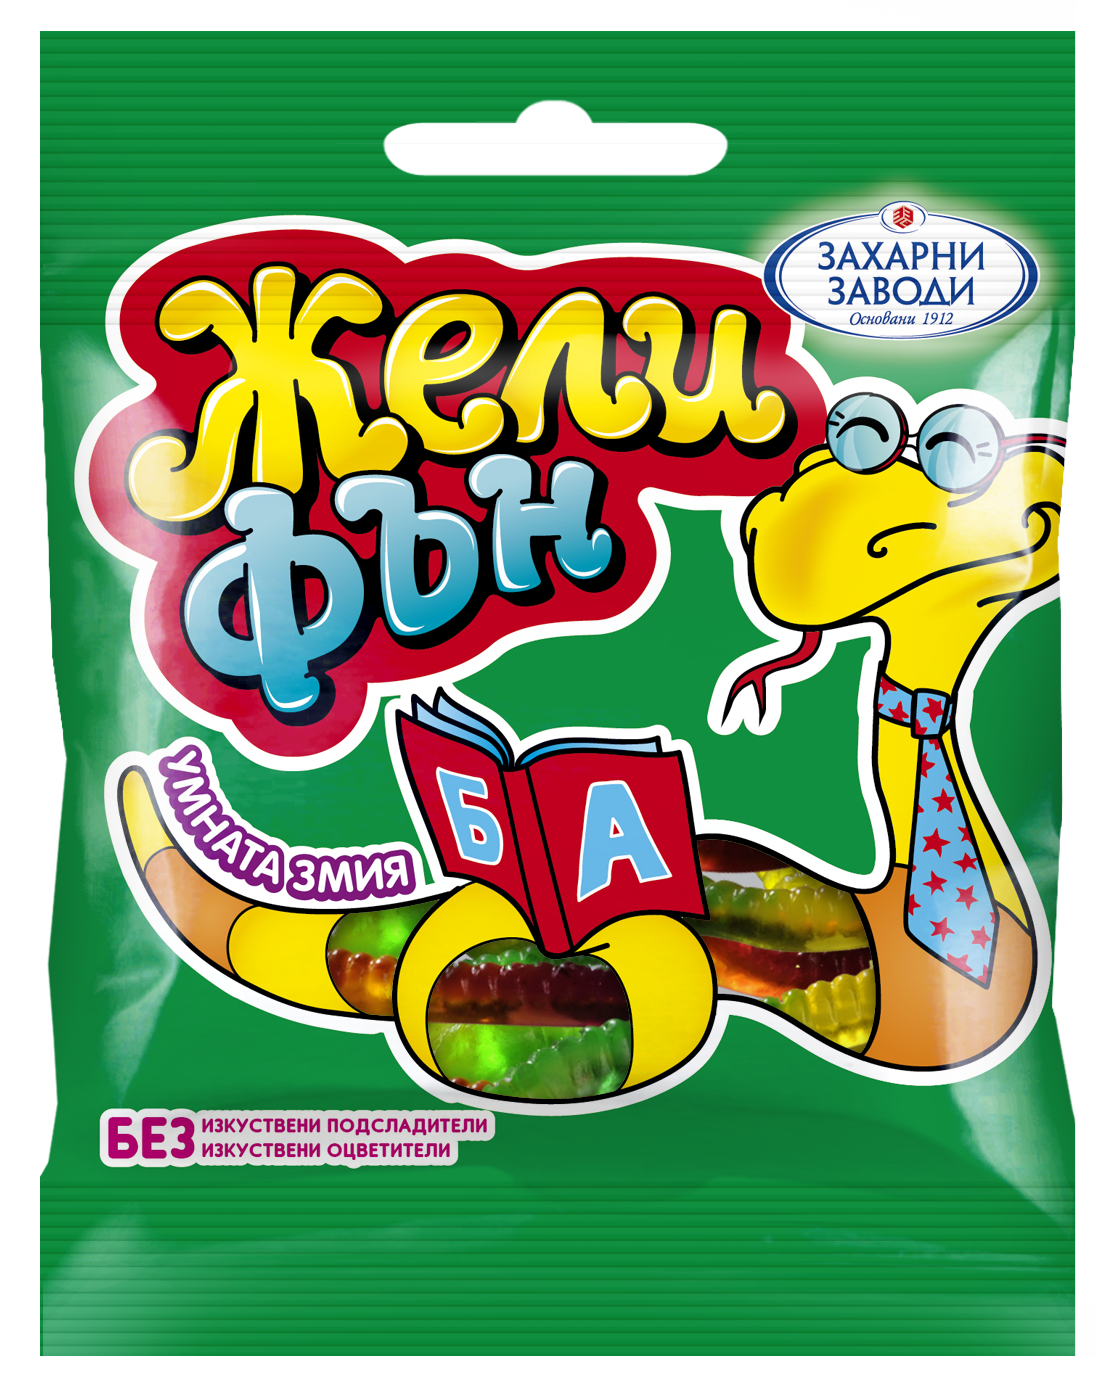 ЗАХАРНИ
ЗАВОДИ
Основани 1912
Жели
фън
УМНАТА ЗМИЯ
Б А
БЕЗ ИЗКУСТВЕНИ ПОДСЛАДИТЕЛИ
ИЗКУСТВЕНИ ОЦВЕТИТЕЛИ